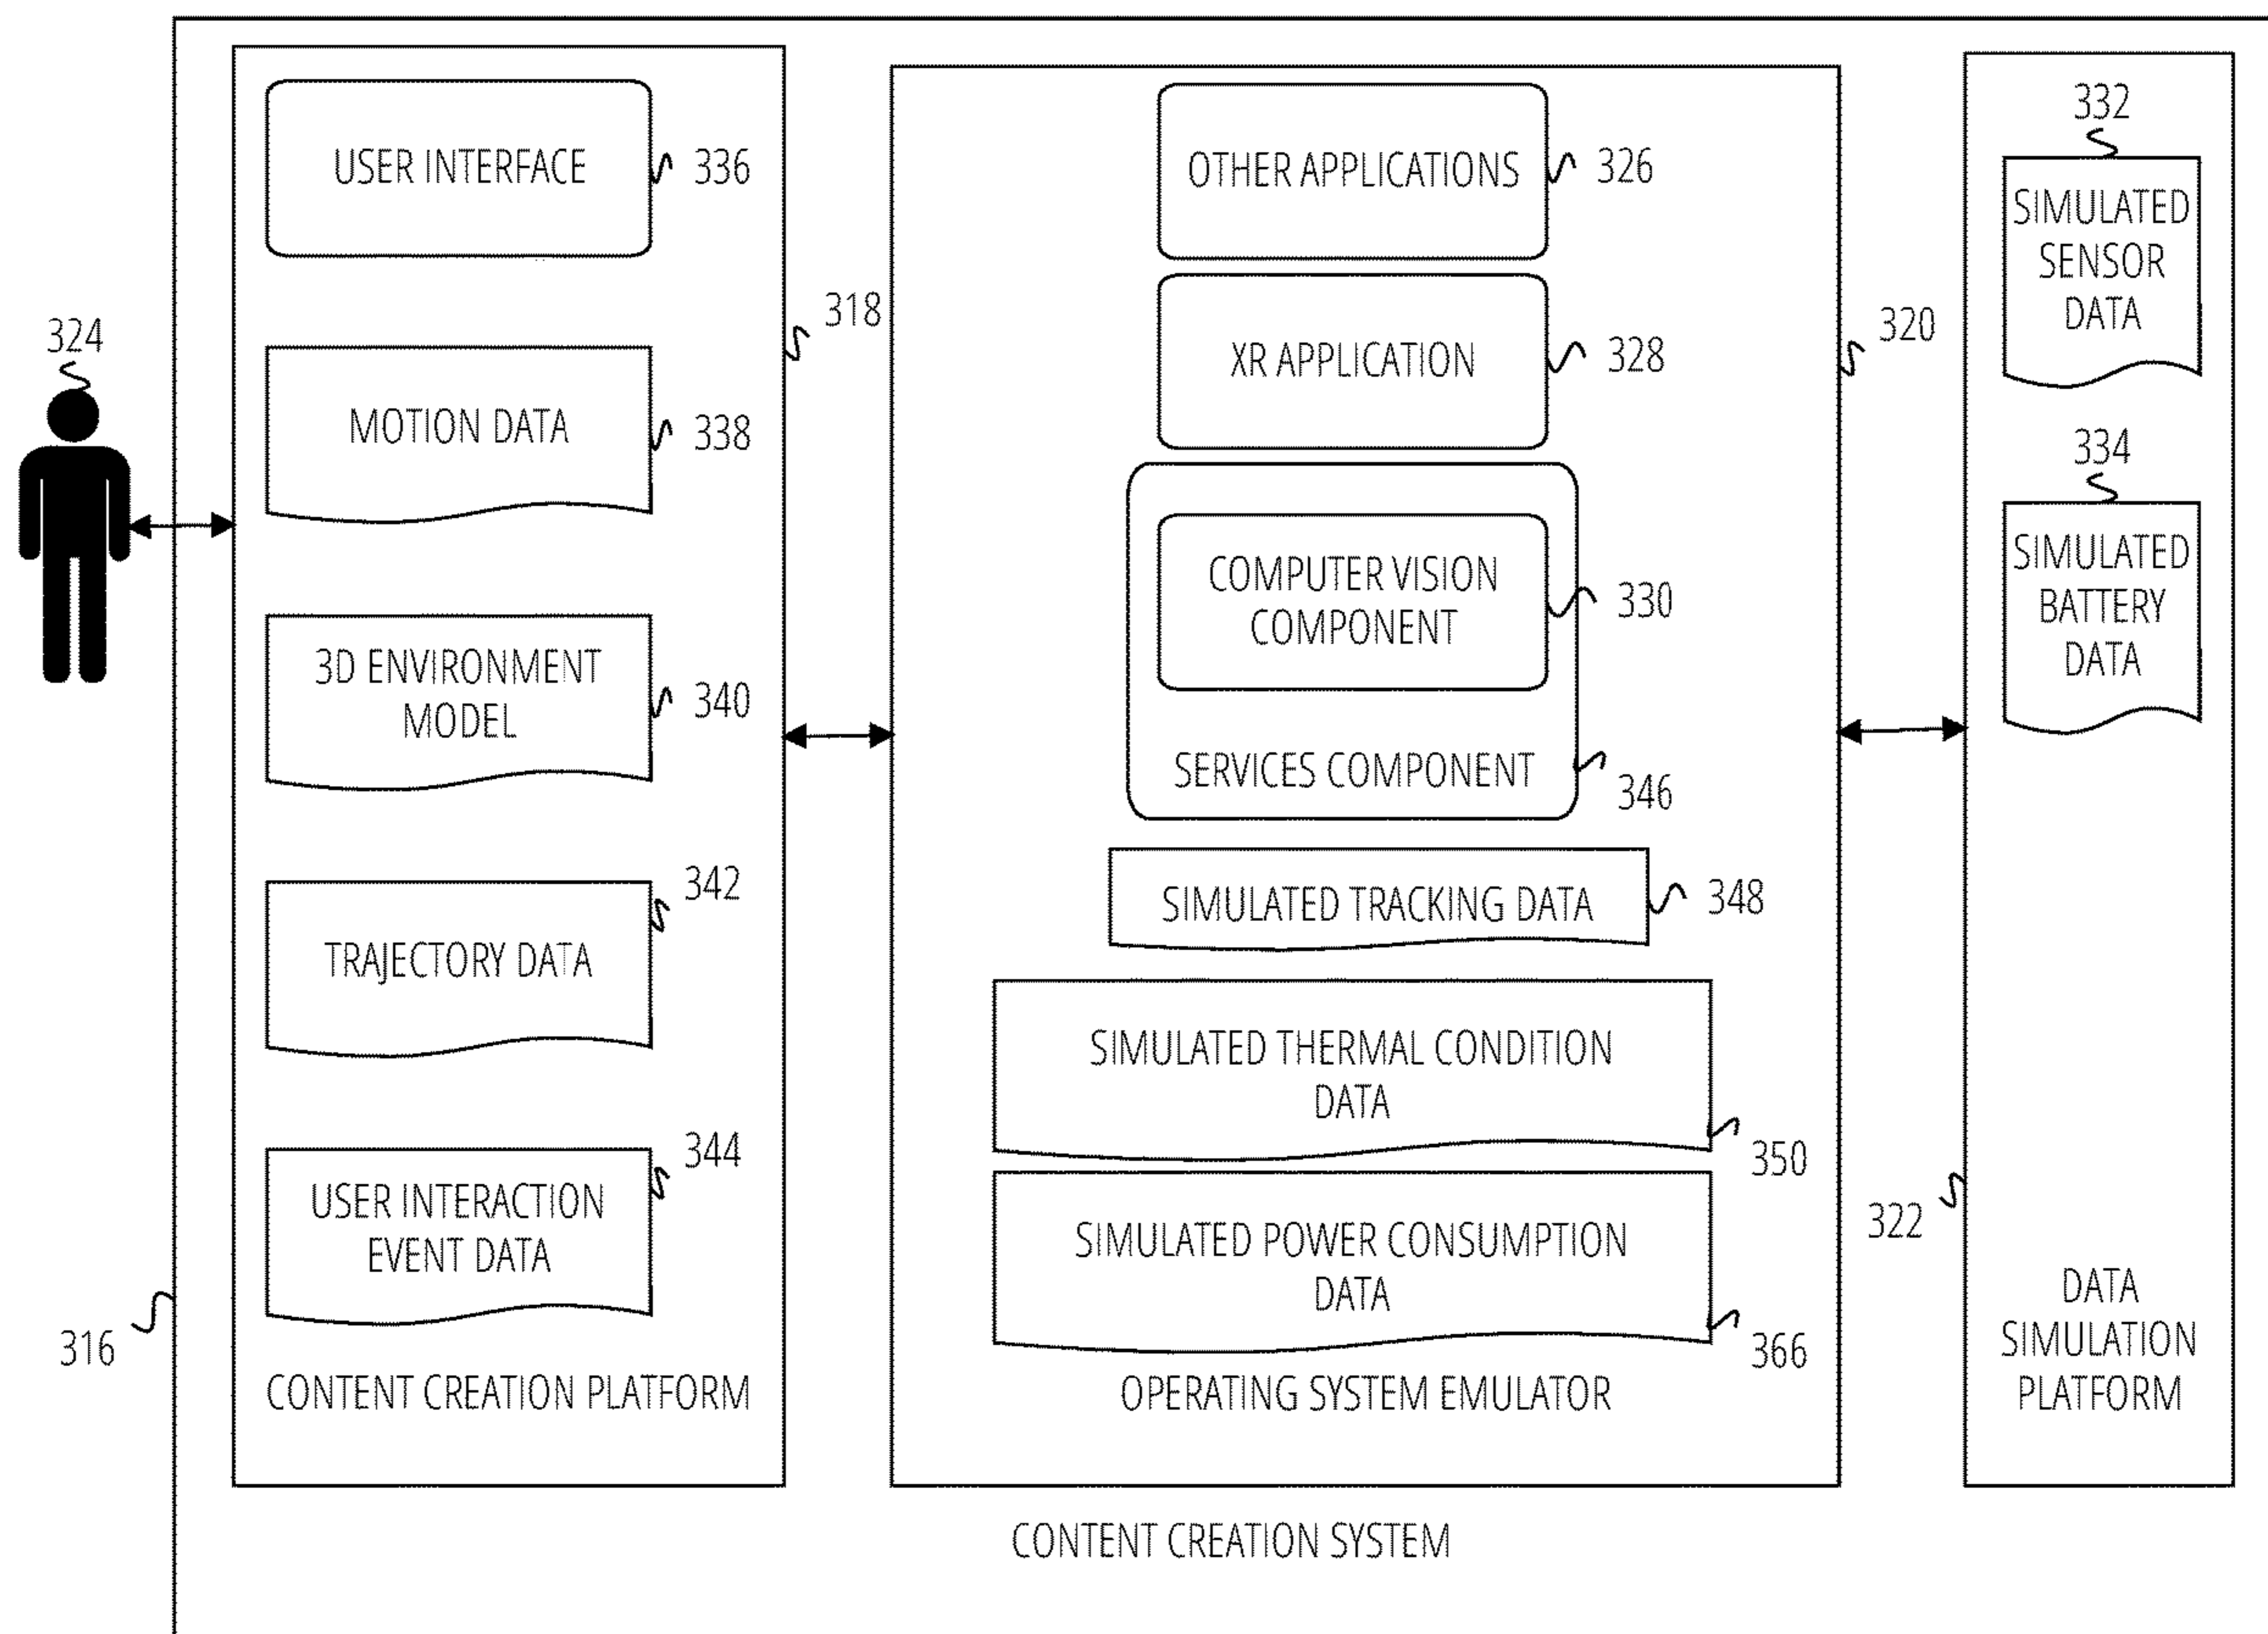 324
316
USER INTERFACE
336
MOTION DATA
338
3D ENVIRONMENT
MODEL
340
TRAJECTORY DATA
342
USER INTERACTION
EVENT DATA
344
CONTENT CREATION PLATFORM
318
OTHER APPLICATIONS
326
XR APPLICATION
328
COMPUTER VISION
COMPONENT
330
SERVICES COMPONENT
346
SIMULATED TRACKING DATA
348
SIMULATED THERMAL CONDITION
DATA
350
SIMULATED POWER CONSUMPTION
DATA
366
OPERATING SYSTEM EMULATOR
320
332
SIMULATED
SENSOR
DATA
334
SIMULATED
BATTERY
DATA
322
DATA
SIMULATION
PLATFORM
CONTENT CREATION SYSTEM